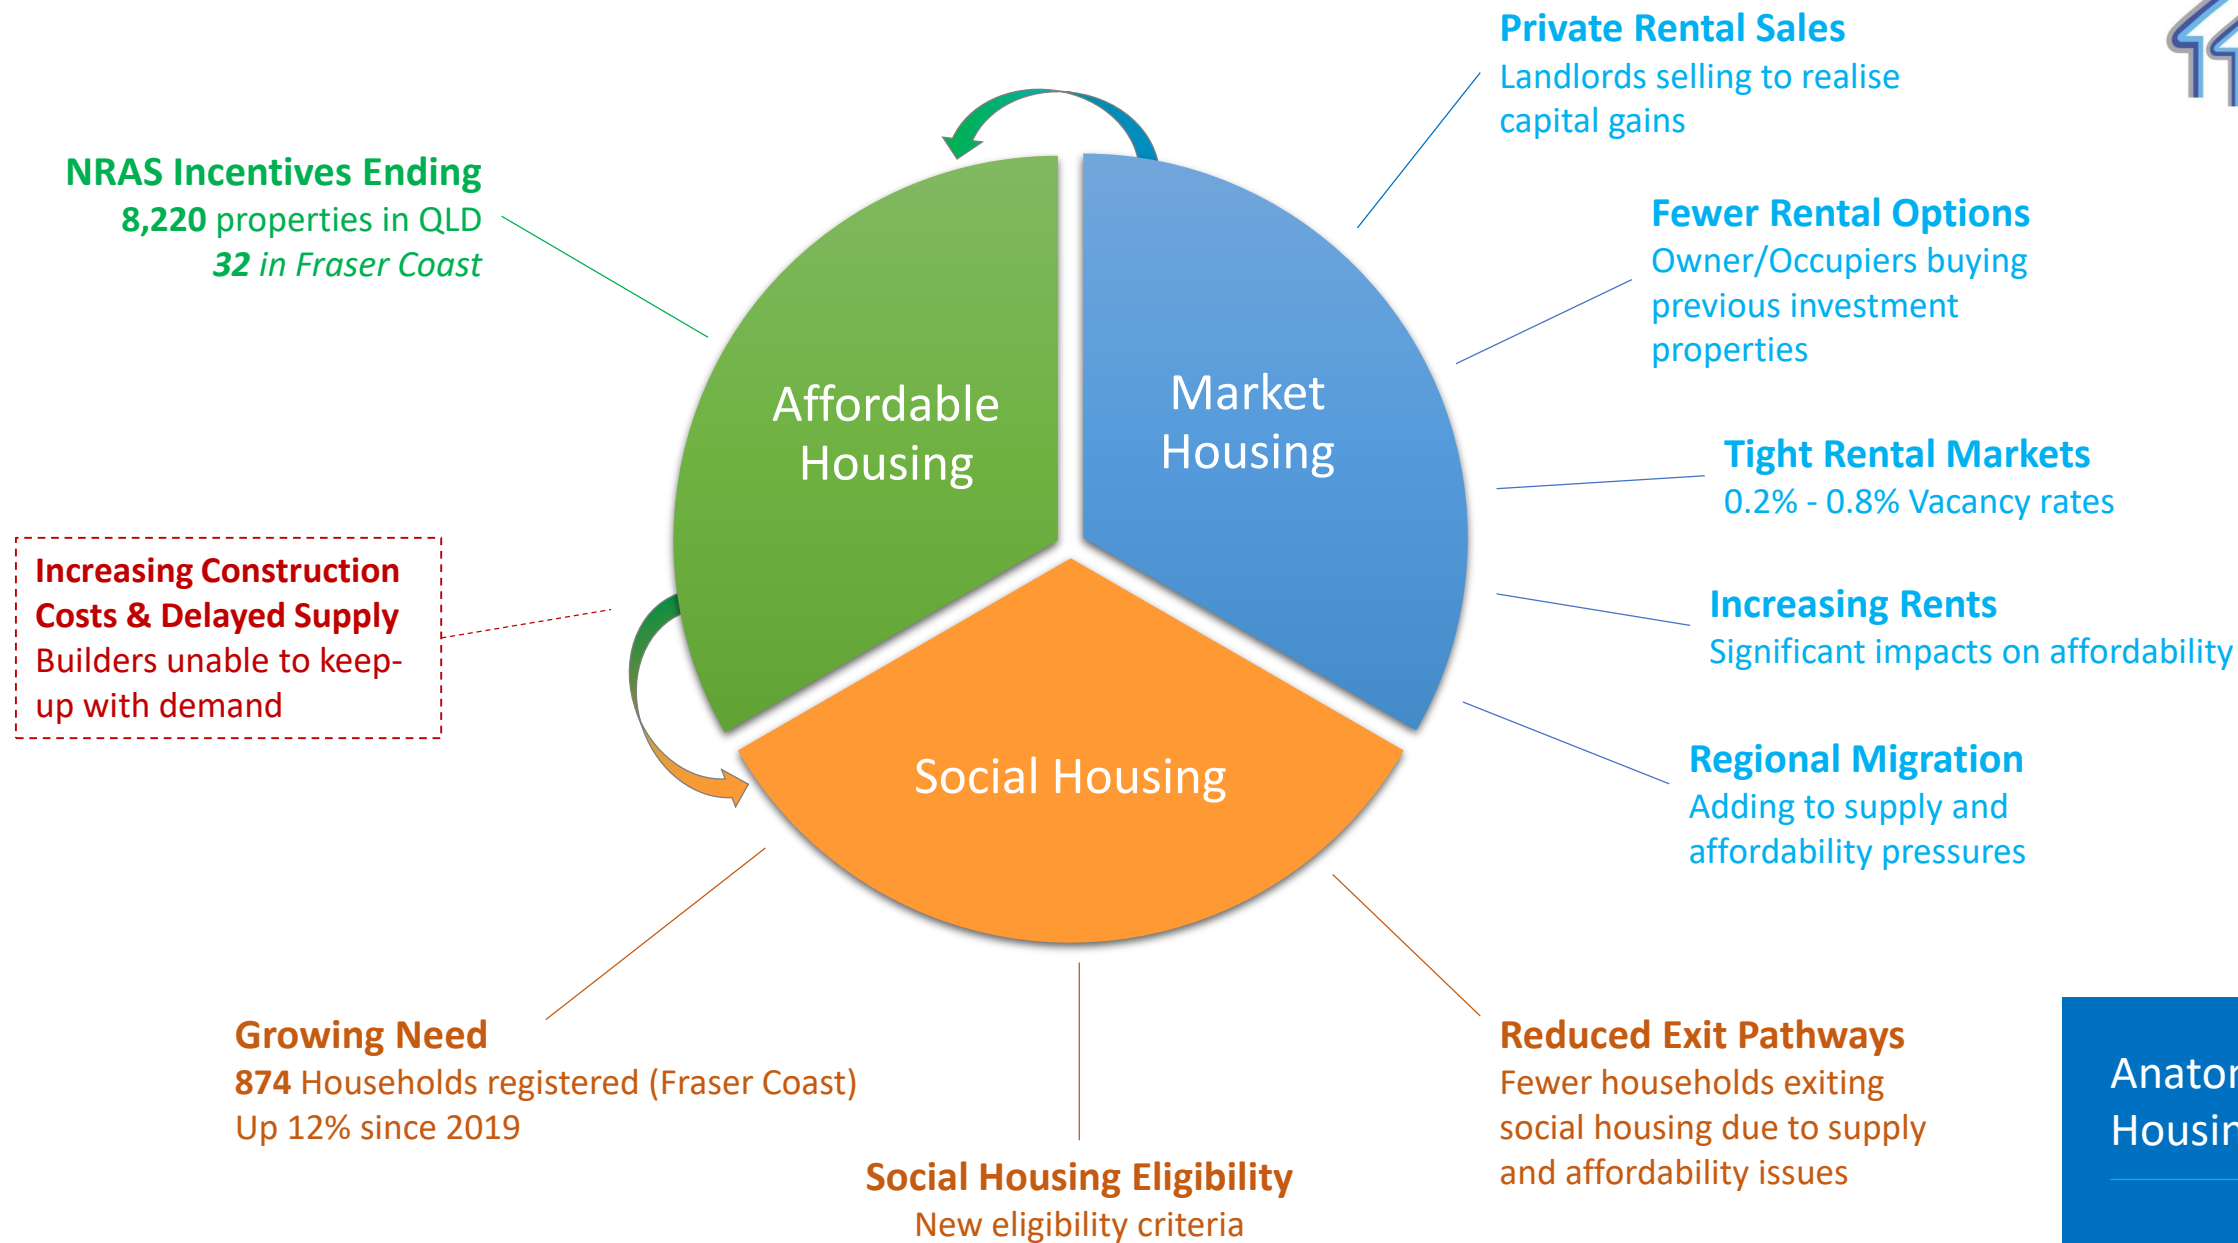 Private Rental Sales
Landlords selling to realise
capital gains
NRAS Incentives Ending
8,220 properties in QLD
32 in Fraser Coast
Fewer Rental Options
Owner/Occupiers buying
previous investment
properties
Affordable
Housing
Market
Housing
Tight Rental Markets
0.2% - 0.8% Vacancy rates
Increasing Construction
Costs & Delayed Supply
Builders unable to keep-
up with demand
Increasing Rents
Significant impacts on affordability
Social Housing
Regional Migration
Adding to supply and
affordability pressures
Growing Need
874 Households registered (Fraser Coast)
Up 12% since 2019
Social Housing Eligibility
New eligibility criteria
Reduced Exit Pathways
Fewer households exiting
social housing due to supply
and affordability issues